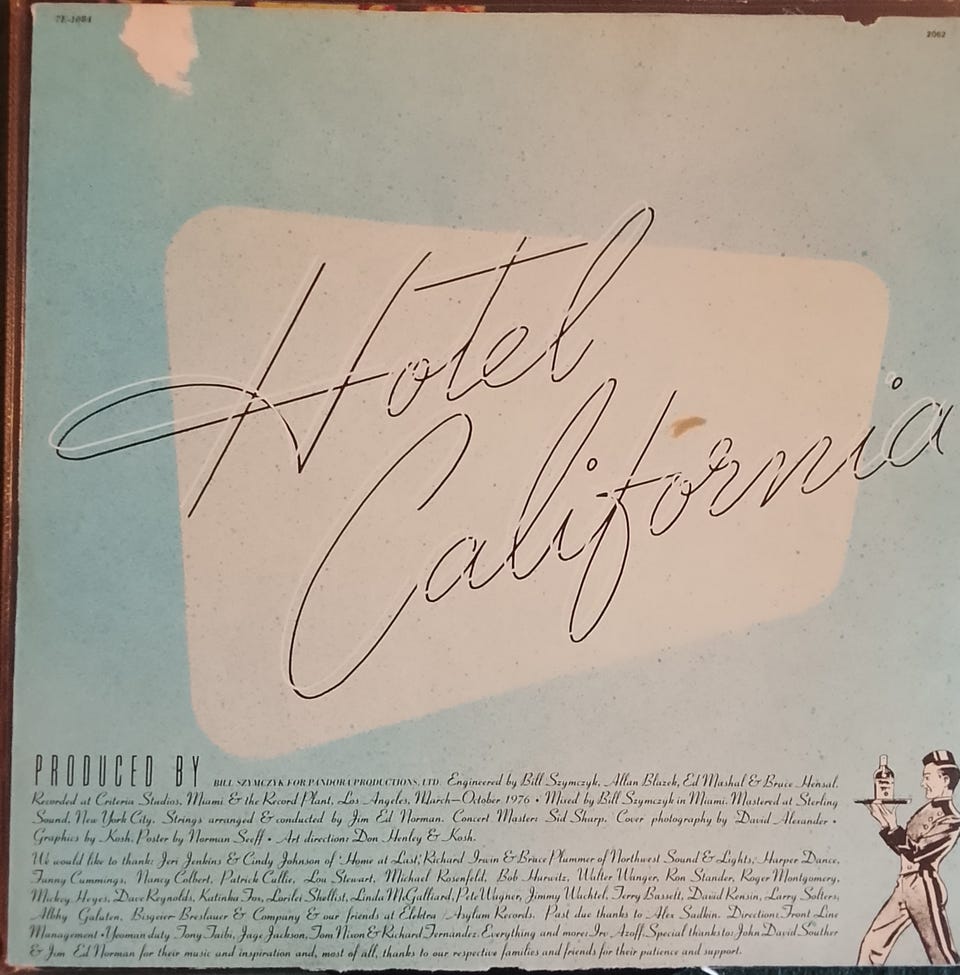 7E-1084
2062
Hotel
California
PRODUCED BY BILL SZYMCZYK FOR PANDORA PRODUCTIONS, LTD. Engineered by Bill Szymczyk, Allan Blazek, Ed Mashal & Bruce Hensal.
Recorded at Criteria Studios, Miami & the Record Plant, Los Angeles, March—October 1976 • Mixed by Bill Szymczyk in Miami. Mastered at Sterling
Sound, New York City. Strings arranged & conducted by Jim Ed Norman. Concert Master: Sid Sharp. Cover photography by David Alexander •
Graphics by Kosh. Poster by Norman Seeff • Art direction: Don Henley & Kosh.
We would like to thank: Jeri Jenkins & Cindy Johnson of 'Home at Last,' Richard Irwin & Bruce Plummer of Northwest Sound & Lights, Harper Dance,
Funny Cummings, Nancy Colbert, Patrick Cullie, Lou Stewart, Michael Rosenfeld, Bob Hurwitz, Walter Wanger, Ron Stander, Roger Montgomery,
Mickey Heyes, Dave Reynolds, Katinka Fox, Lorilei Shellist, Linda McGalliard, Pete Wagner, Jimmy Wachtel, Terry Bassett, David Kensin, Larry Solters,
Albhy Galuten, Bisgeier-Breslauer & Company & our friends at Elektra/Asylum Records. Past due thanks to Alex Sadkin. Direction: Front Line
Management • Yeoman duty Tony Taibi, Jage Jackson, Tom Nixon & Richard Fernandez. Everything and more: Irv Azoff. Special thanks to: John David Souther
& Jim Ed Norman for their music and inspiration and, most of all, thanks to our respective families and friends for their patience and support.